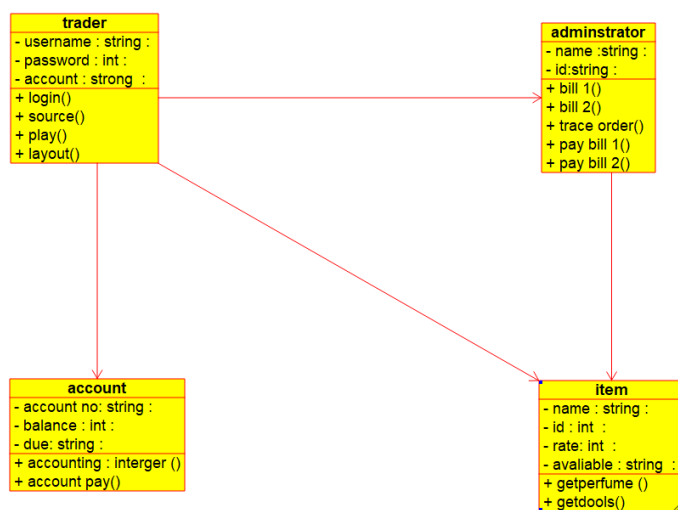 trader
- username : string :
- password : int :
- account : strong :
+ login()
+ source()
+ play()
+ layout()
adminstrator
- name :string :
- id:string :
+ bill 1()
+ bill 2()
+ trace order()
+ pay bill 1()
+ pay bill 2()
account
- account no: string :
- balance : int :
- due: string :
+ accounting : interger ()
+ account pay()
item
- name : string :
- id : int :
- rate: int :
- avaliable : string :
+ getperfume ()
+ getdools()